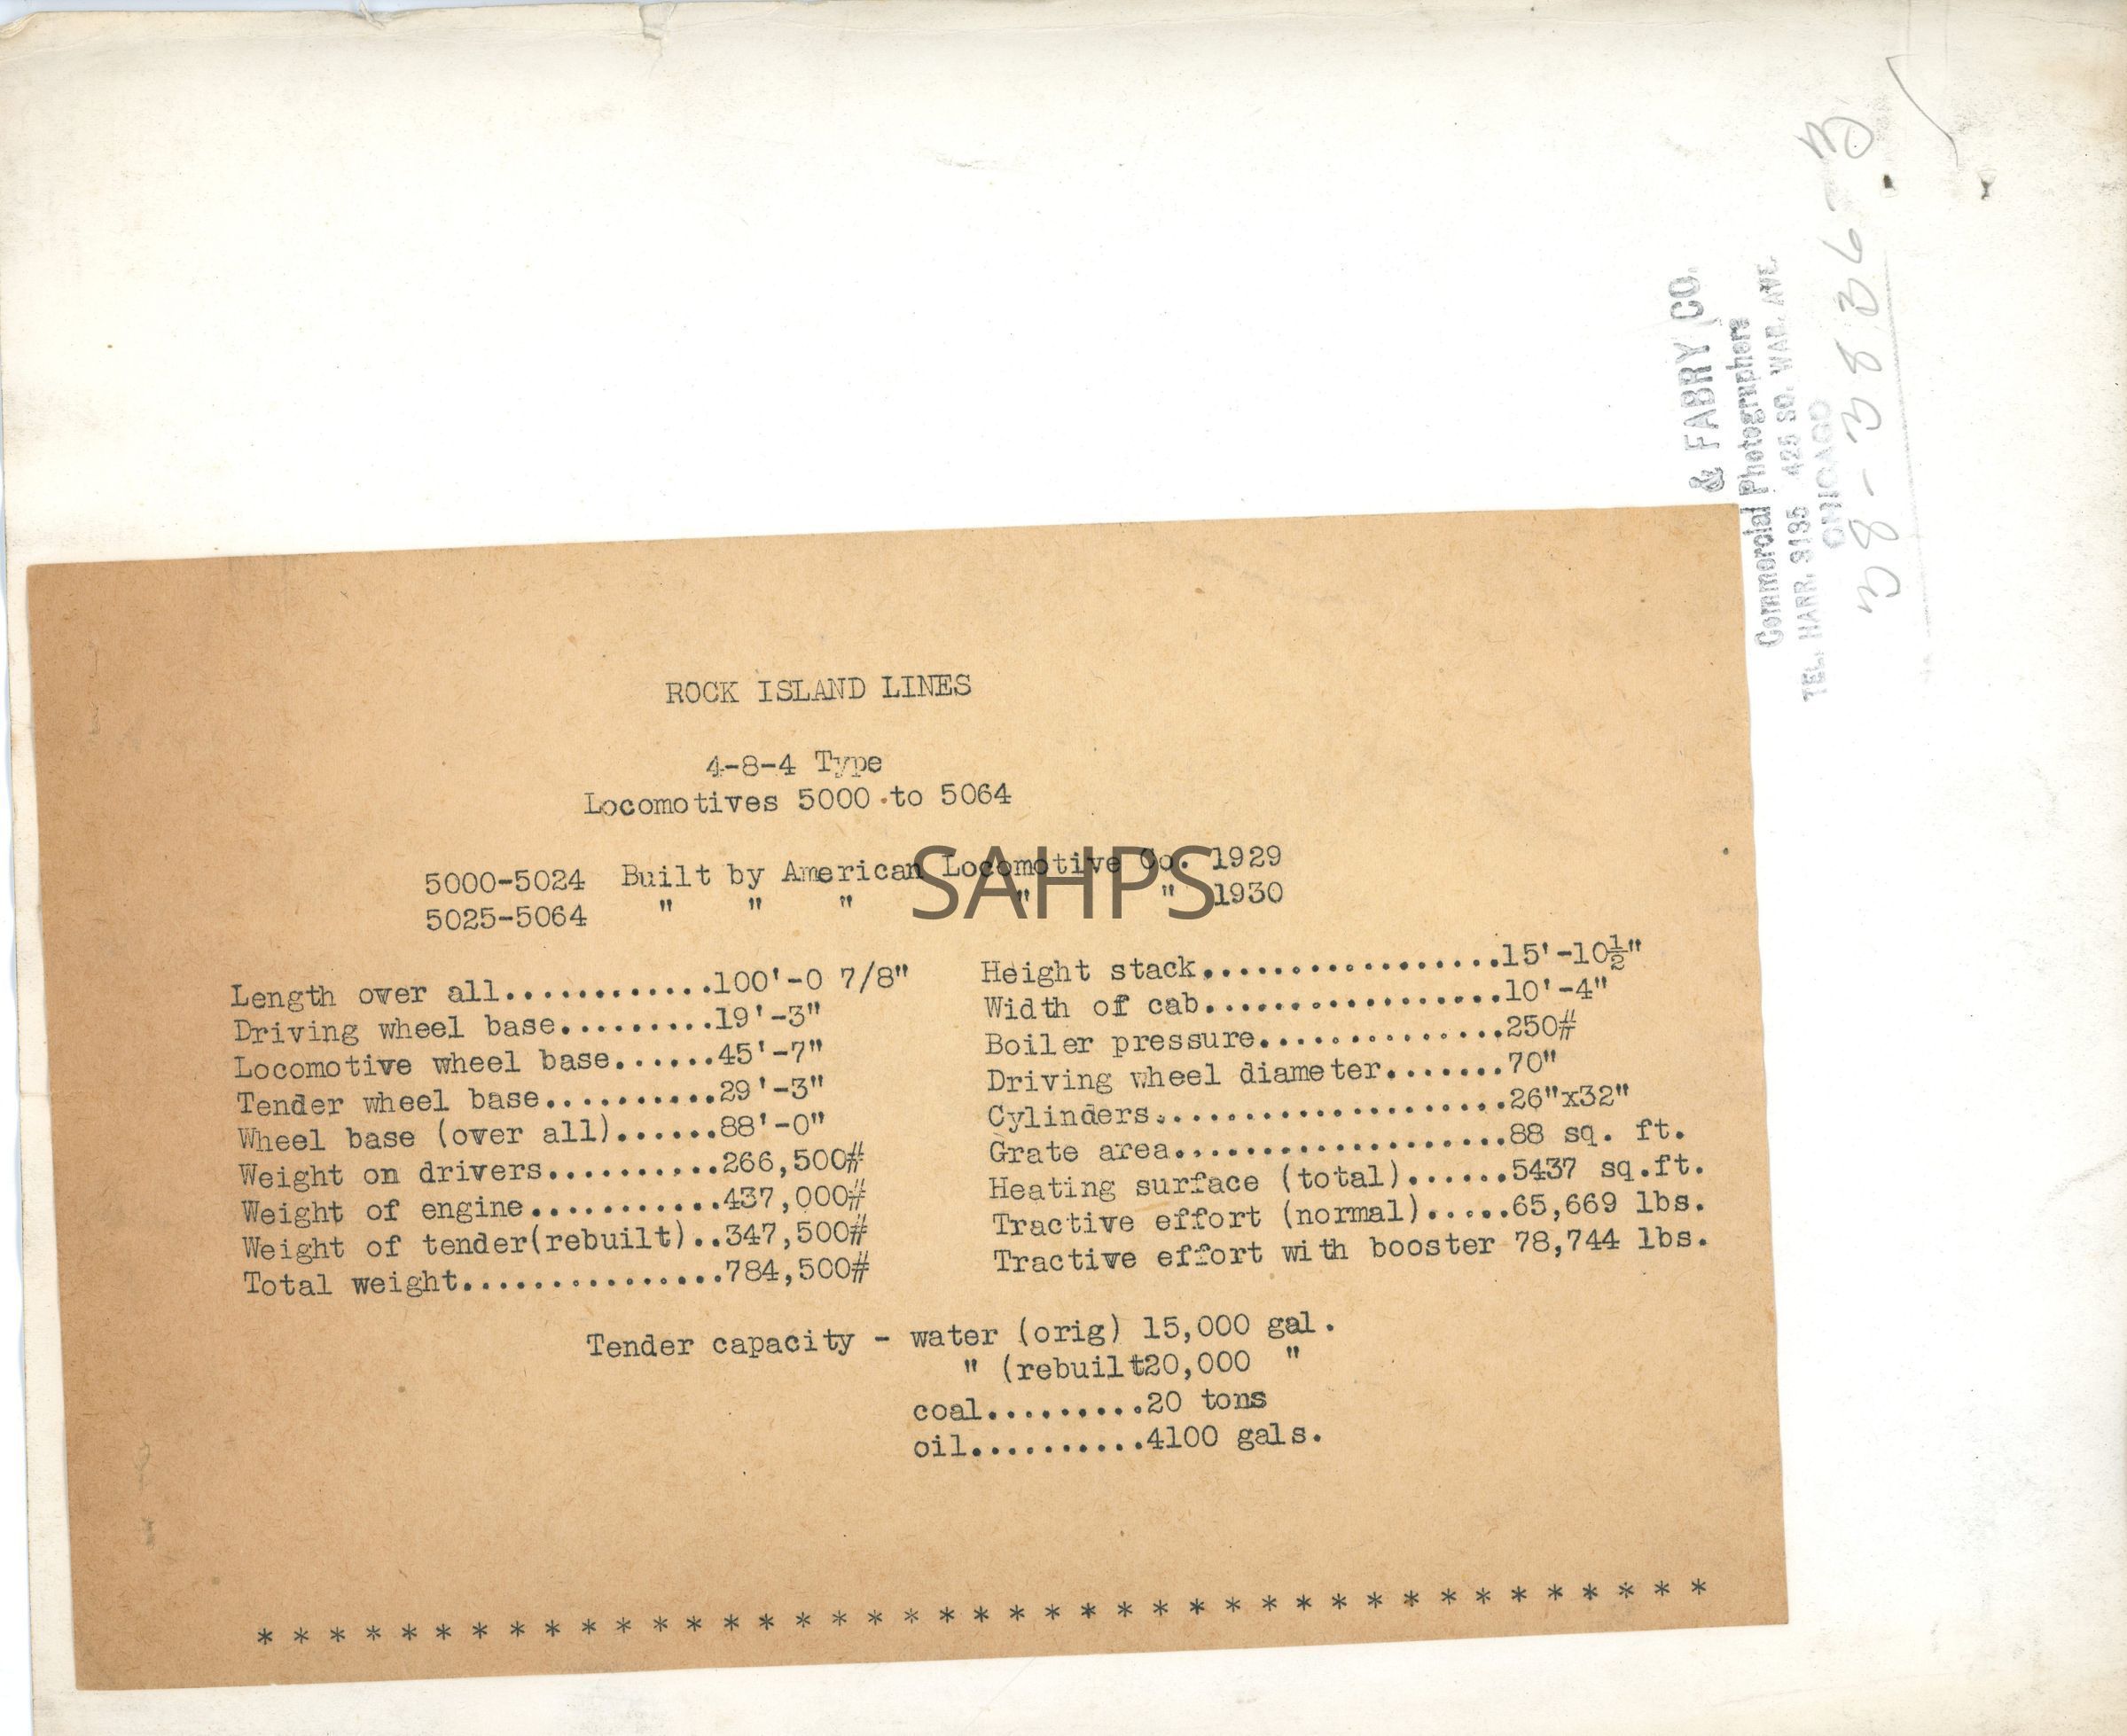 ROCK ISLAND LINES
4-8-4 Type
Locomotives 5000 to 5064
5000-5024 Built by American Locomotive Co. 1929
5025-5064 " " " " " 1930
SAHPS
Length over all............100'-0 7/8"
Driving wheel base.........19'-3"
Locomotive wheel base......45'-7"
Tender wheel base..........29'-3"
Wheel base (over all)......88'-0"
Weight on drivers..........266,500#
Weight of engine...........437,000#
Weight of tender(rebuilt)..347,500#
Total weight...............784,500#
Height stack.................15'-10½"
Width of cab.................10'-4"
Boiler pressure..............250#
Driving wheel diameter.......70"
Cylinders....................26"x32"
Grate area...................88 sq. ft.
Heating surface (total)......5437 sq.ft.
Tractive effort (normal).....65,669 lbs.
Tractive effort with booster 78,744 lbs.
Tender capacity - water (orig) 15,000 gal.
" (rebuilt20,000 "
coal.........20 tons
oil..........4100 gals.
* * * * * * * * * * * * * * * * * * * * * * * * * * * * * * * * * * * * * * * * *
& FABRY CO.
Commercial Photographers
TEL. HARR. 3135 425 SO. WAB. AVE.
CHICAGO